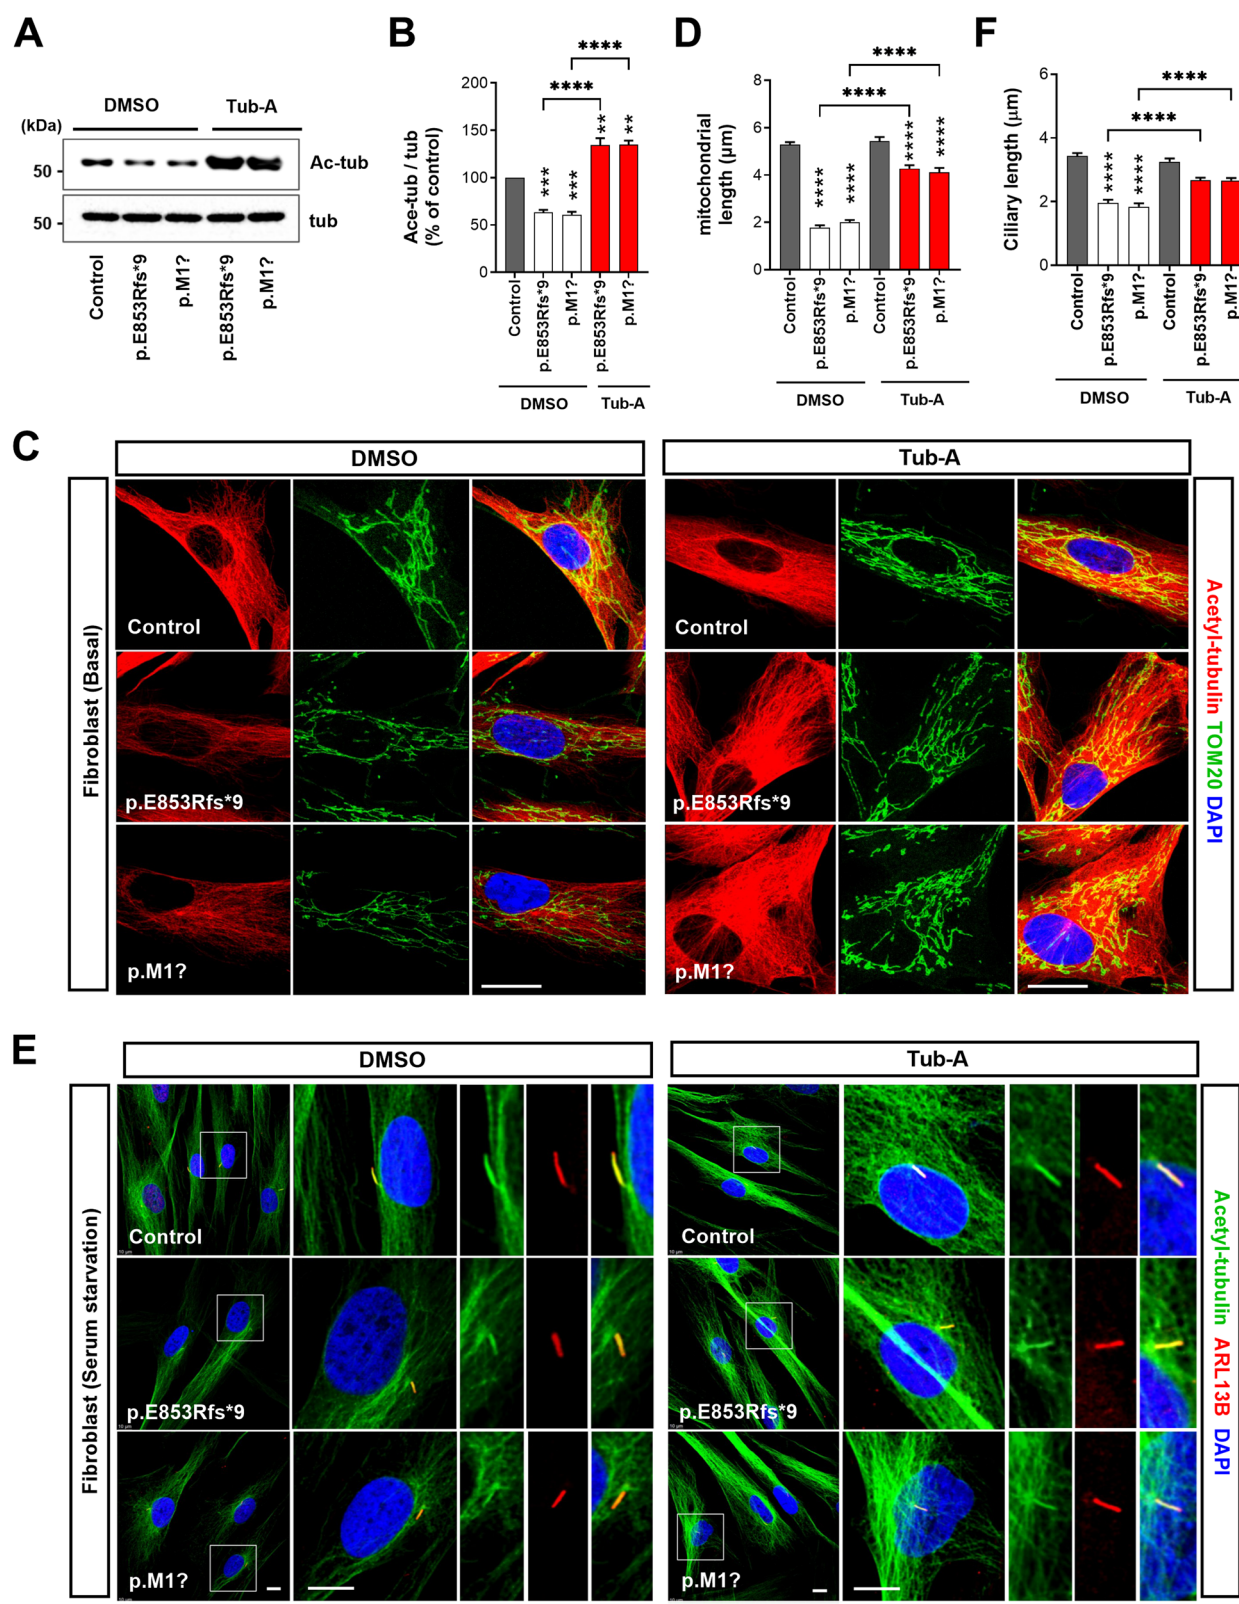 A
DMSO
Tub-A
(kDa)
50
Ac-tub
50
tub
Control
p.E853Rfs*9
p.M1?
p.E853Rfs*9
p.M1?
B
Ace-tub / tub
(% of control)
200
150
100
50
0
***
***
**
**
****
****
Control
p.E853Rfs*9
p.M1?
p.E853Rfs*9
p.M1?
DMSO
Tub-A
D
mitochondrial
length (μm)
8
6
4
2
0
****
****
****
****
****
****
Control
p.E853Rfs*9
p.M1?
Control
p.E853Rfs*9
p.M1?
DMSO
Tub-A
F
Ciliary length (μm)
6
4
2
0
****
****
****
****
Control
p.E853Rfs*9
p.M1?
Control
p.E853Rfs*9
p.M1?
DMSO
Tub-A
C
DMSO
Tub-A
Fibroblast (Basal)
Control
Control
p.E853Rfs*9
p.E853Rfs*9
p.M1?
p.M1?
Acetyl-tubulin TOM20 DAPI
E
DMSO
Tub-A
Fibroblast (Serum starvation)
Control
Control
p.E853Rfs*9
p.E853Rfs*9
p.M1?
p.M1?
Acetyl-tubulin ARL13B DAPI